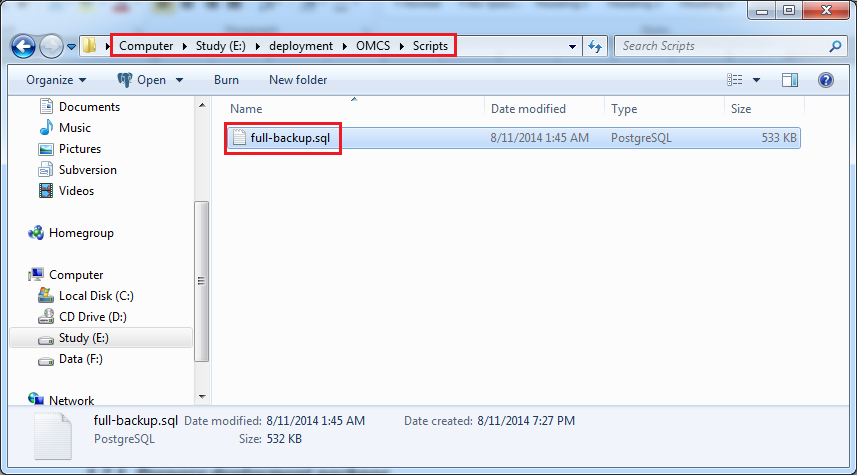 Computer Study (E:) deployment OMCS Scripts Search Scripts
Organize Open Burn New folder
Name Date modified Type Size
full-backup.sql 8/11/2014 1:45 AM PostgreSQL 533 KB
Documents
Music
Pictures
Subversion
Videos
Homegroup
Computer
Local Disk (C:)
CD Drive (D:)
Study (E:)
Data (F:)
Network
full-backup.sql Date modified: 8/11/2014 1:45 AM Date created: 8/11/2014 7:27 PM
PostgreSQL Size: 532 KB